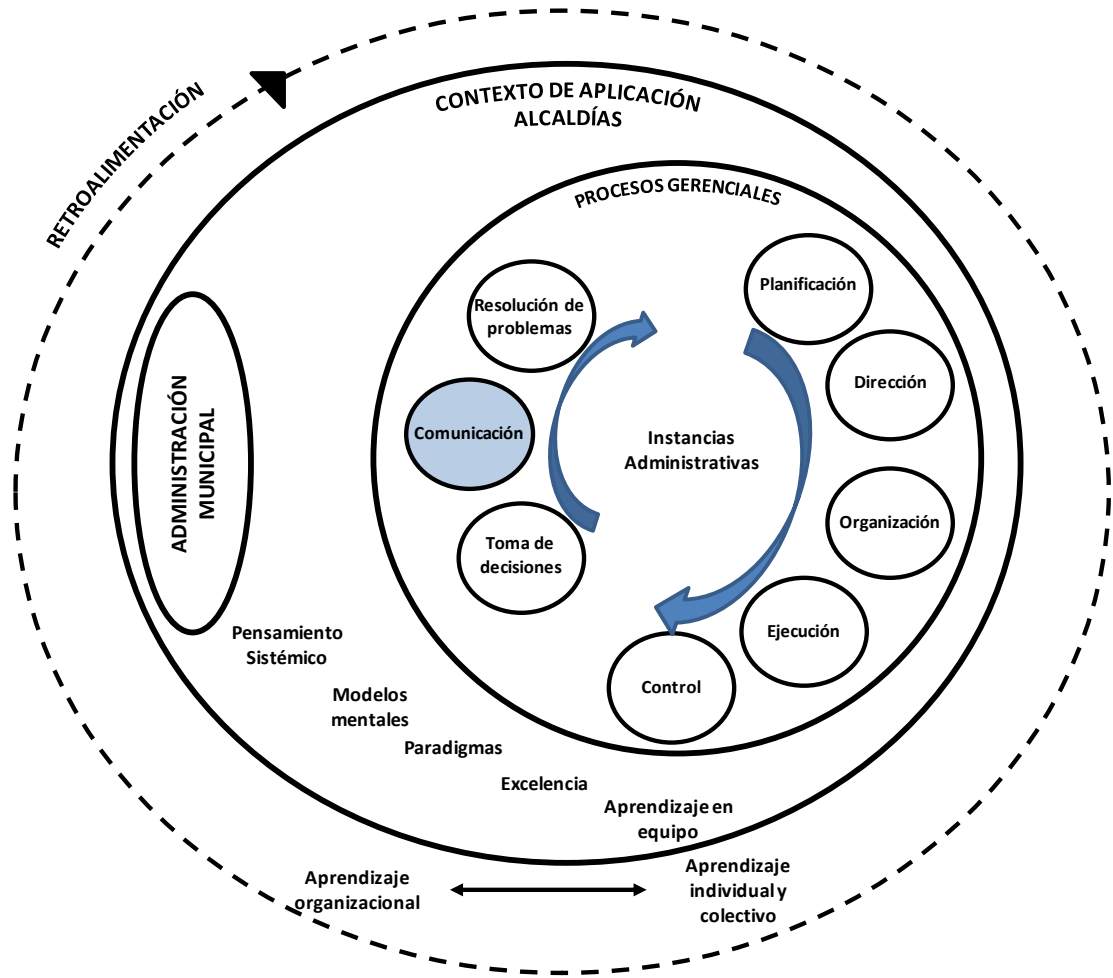 RETROALIMENTACIÓN
CONTEXTO DE APLICACIÓN
ALCALDÍAS
PROCESOS GERENCIALES
ADMINISTRACIÓN
MUNICIPAL
Resolución de
problemas
Comunicación
Toma de
decisiones
Instancias
Administrativas
Planificación
Dirección
Organización
Ejecución
Control
Pensamiento
Sistémico
Modelos
mentales
Paradigmas
Excelencia
Aprendizaje en
equipo
Aprendizaje
organizacional
Aprendizaje
individual y
colectivo